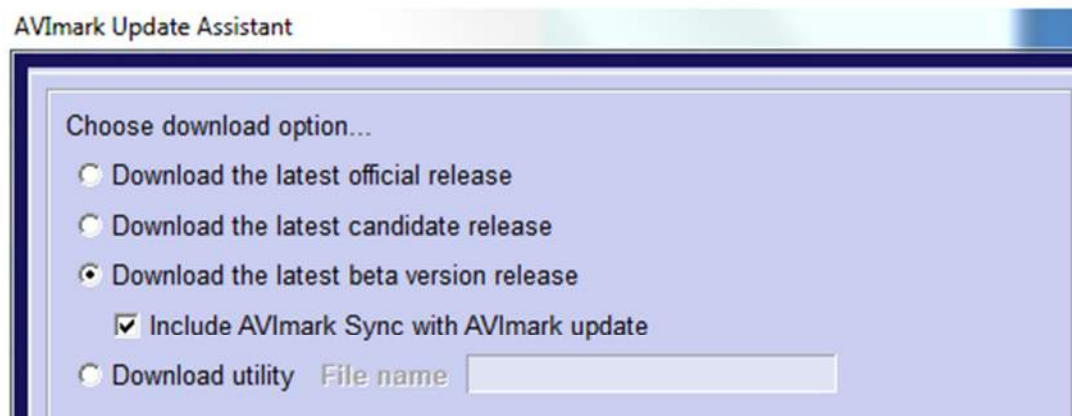 AVImark Update Assistant
Choose download option...
Download the latest official release
Download the latest candidate release
Download the latest beta version release
Include AVImark Sync with AVImark update
Download utility File name